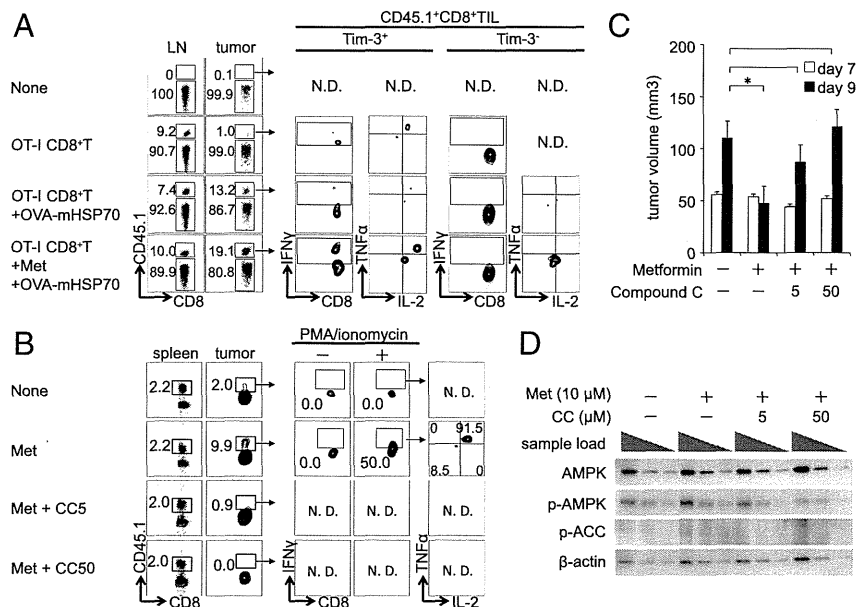 A
CD45.1+CD8+TIL
Tim-3+
Tim-3-
LN
tumor
None
0
0.1
100
99.9
N.D.
N.D.
N.D.
N.D.
OT-I CD8+T
9.2
1.0
90.7
99.0
N.D.
OT-I CD8+T
+OVA-mHSP70
7.4
13.2
92.6
86.7
OT-I CD8+T
+Met
+OVA-mHSP70
10.0
19.1
89.9
80.8
CD45.1
CD8
IFNγ
CD8
TNFα
IL-2
IFNγ
CD8
TNFα
IL-2
B
PMA/ionomycin
spleen
tumor
−
+
None
2.2
2.0
0.0
0.0
N. D.
Met
2.2
9.9
0.0
50.0
0
91.5
8.5
0
Met + CC5
2.0
0.9
N. D.
N. D.
N. D.
Met + CC50
2.0
0.0
N. D.
N. D.
N. D.
CD45.1
CD8
IFNγ
CD8
TNFα
IL-2
C
tumor volume (mm3)
200
150
100
50
0
*
day 7
day 9
Metformin − + + +
Compound C − − 5 50
D
Met (10 μM) − + + +
CC (μM) − − 5 50
sample load
AMPK
p-AMPK
p-ACC
β-actin